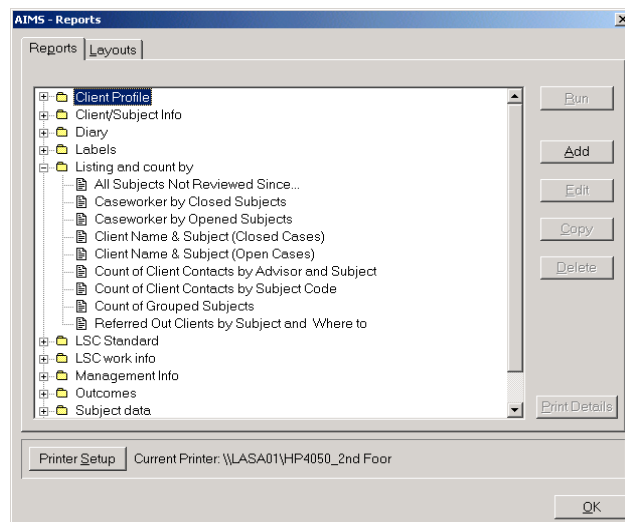 AIMS - Reports
Reports Layouts
Client Profile
Client/Subject Info
Diary
Labels
Listing and count by
All Subjects Not Reviewed Since...
Caseworker by Closed Subjects
Caseworker by Opened Subjects
Client Name & Subject (Closed Cases)
Client Name & Subject (Open Cases)
Count of Client Contacts by Advisor and Subject
Count of Client Contacts by Subject Code
Count of Grouped Subjects
Referred Out Clients by Subject and Where to
LSC Standard
LSC work info
Management Info
Outcomes
Subject data
Run
Add
Edit
Copy
Delete
Print Details
Printer Setup Current Printer: \\LASA01\HP4050_2nd Foor
OK